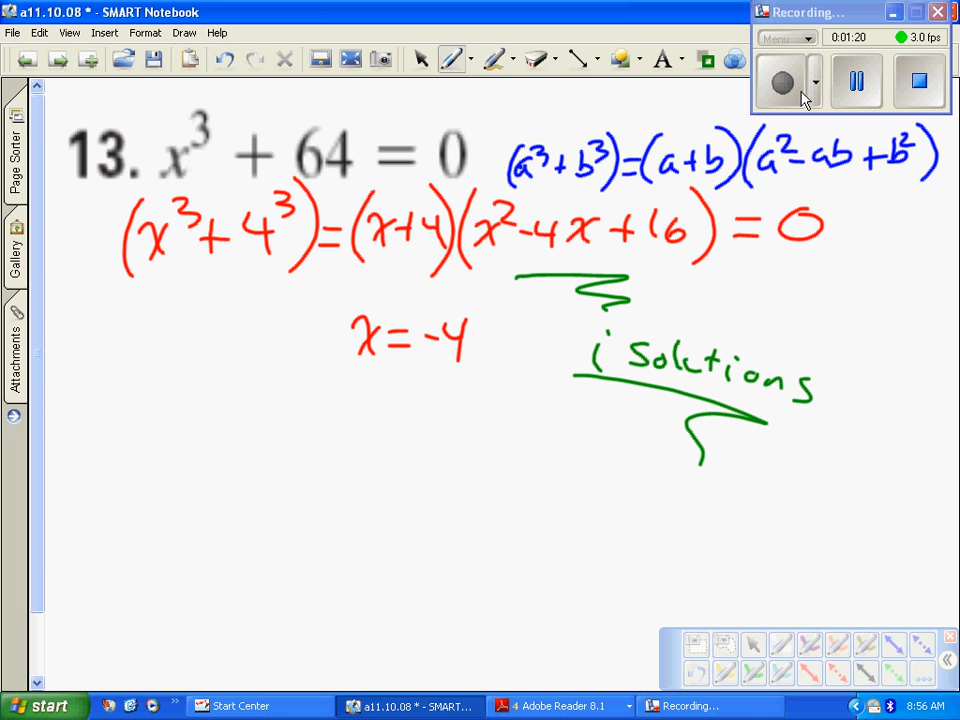 a11.10.08 * - SMART Notebook
Recording...
File Edit View Insert Format Draw Help
Menu
0:01:20
3.0 fps
Page Sorter
Gallery
Attachments
13. x³ + 64 = 0
(a³+b³)=(a+b)(a²-ab+b²)
(x³+4³)=(x+4)(x²-4x+16)=0
x=-4
i solutions
start
Start Center
a11.10.08 * - SMART...
4 Adobe Reader 8.1
Recording...
8:56 AM